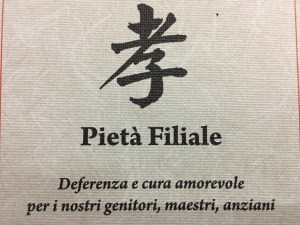 孝
Pietà Filiale
Deferenza e cura amorevole
per i nostri genitori, maestri, anziani